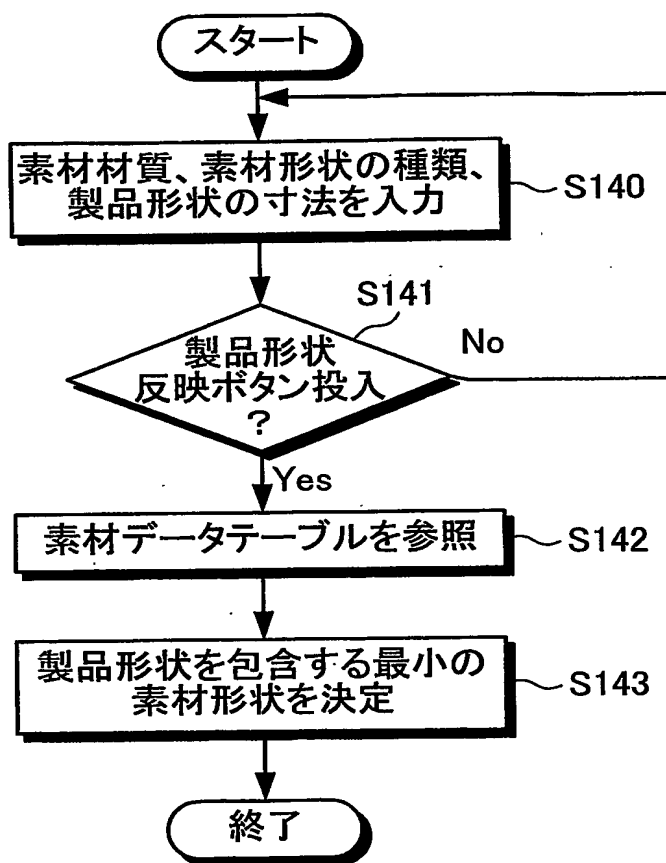 スタート
素材材質、素材形状の種類、
製品形状の寸法を入力
S140
S141
製品形状
反映ボタン投入
?
No
Yes
素材データテーブルを参照
S142
製品形状を包含する最小の
素材形状を決定
S143
終了